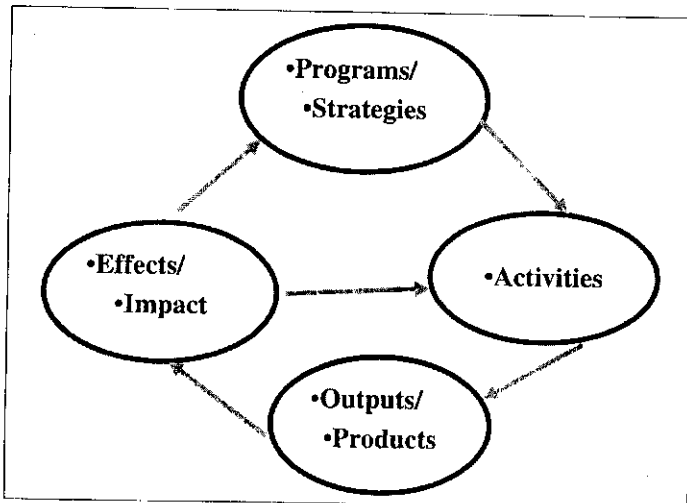 •Programs/
•Strategies
•Effects/
•Impact
•Activities
•Outputs/
•Products